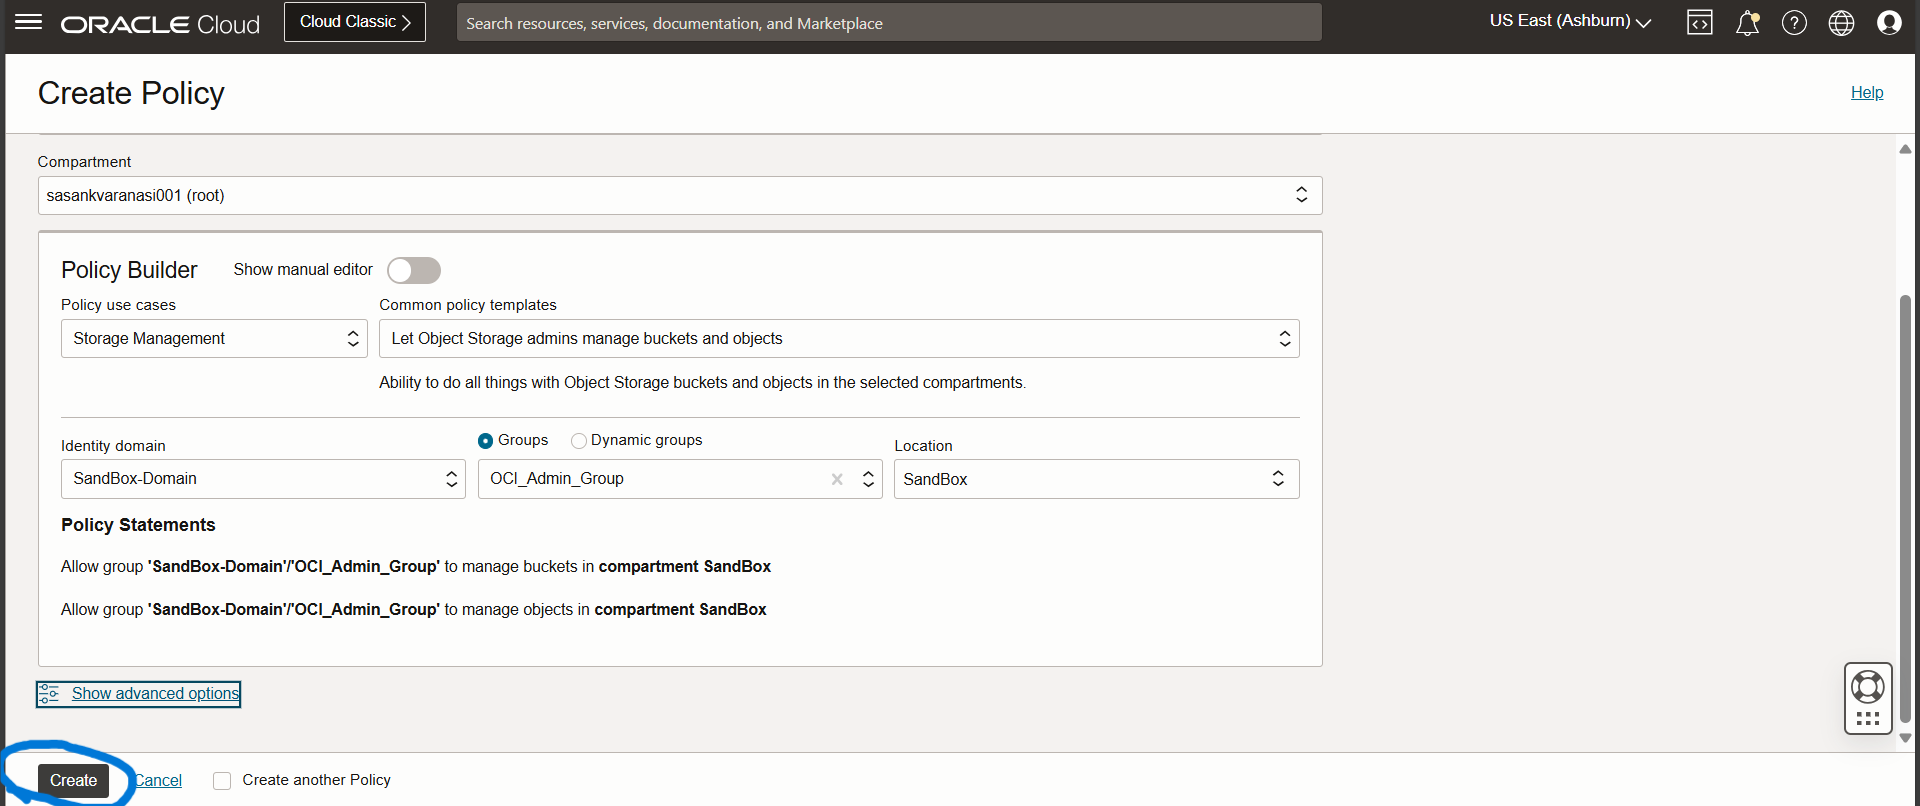 ORACLE Cloud
Cloud Classic
Search resources, services, documentation, and Marketplace
US East (Ashburn)
Create Policy
Help
Compartment
sasankvaranasi001 (root)
Policy Builder
Show manual editor
Policy use cases
Common policy templates
Storage Management
Let Object Storage admins manage buckets and objects
Ability to do all things with Object Storage buckets and objects in the selected compartments.
Identity domain
Groups
Dynamic groups
Location
SandBox-Domain
OCI_Admin_Group
SandBox
Policy Statements
Allow group 'SandBox-Domain'/'OCI_Admin_Group' to manage buckets in compartment SandBox
Allow group 'SandBox-Domain'/'OCI_Admin_Group' to manage objects in compartment SandBox
Show advanced options
Create
Cancel
Create another Policy